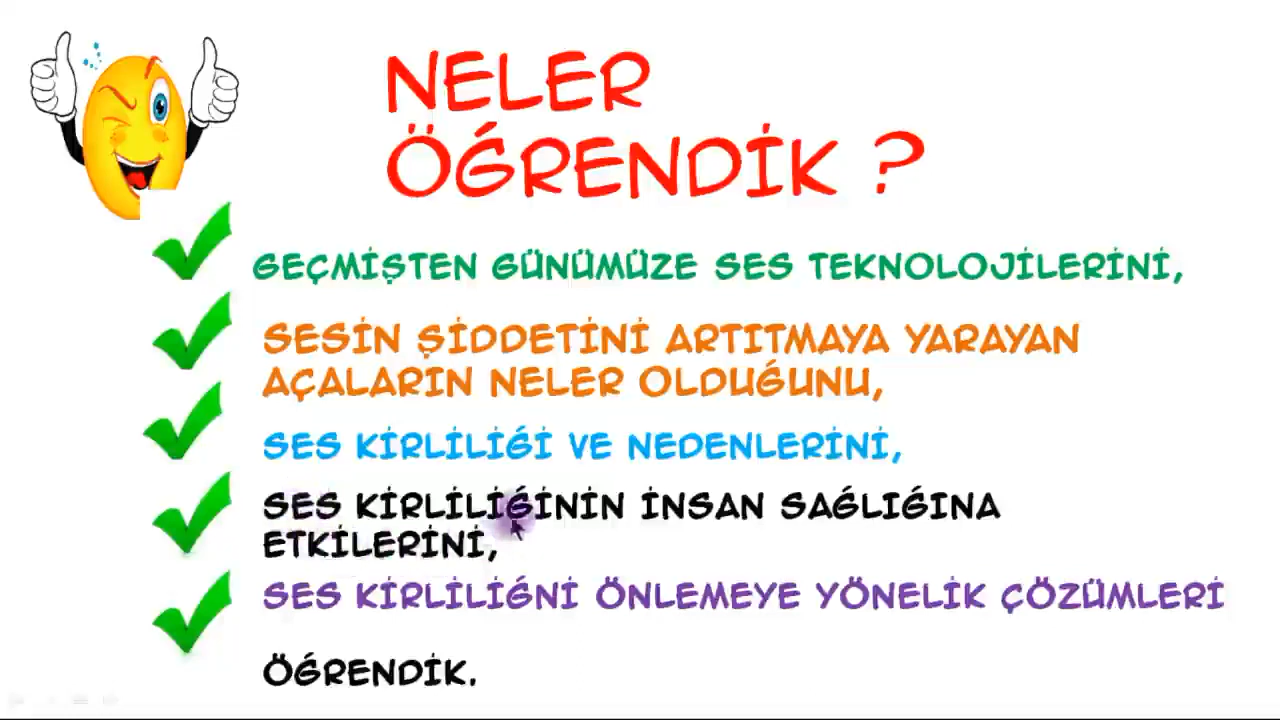 NELER
ÖĞRENDİK ?
GEÇMİŞTEN GÜNÜMÜZE SES TEKNOLOJİLERİNİ,
SESİN ŞİDDETİNİ ARTITMAYA YARAYAN
AÇALARIN NELER OLDUĞUNU,
SES KİRLİLİĞİ VE NEDENLERİNİ,
SES KİRLİLİĞİNİN İNSAN SAĞLIĞINA
ETKİLERİNİ,
SES KİRLİLİĞNİ ÖNLEMEYE YÖNELİK ÇÖZÜMLERİ
ÖĞRENDİK.